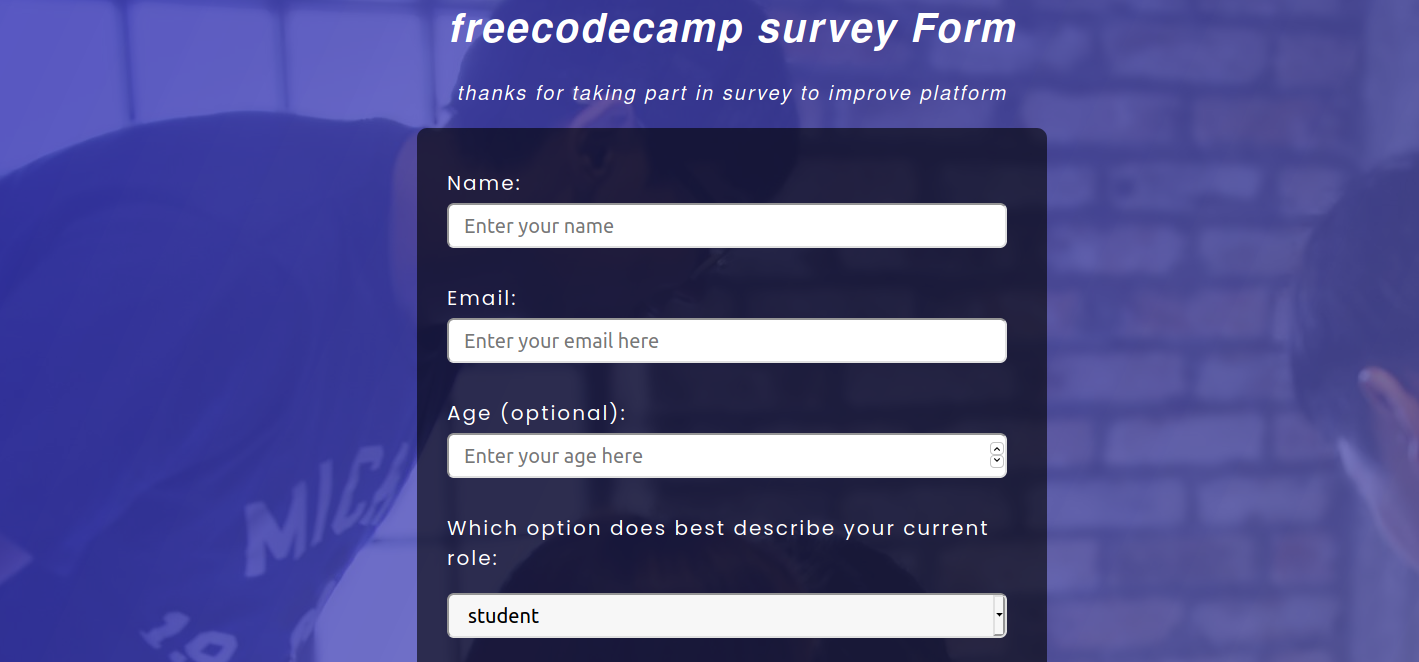 freecodecamp survey Form
thanks for taking part in survey to improve platform
Name:
Enter your name
Email:
Enter your email here
Age (optional):
Enter your age here
Which option does best describe your current
role:
student